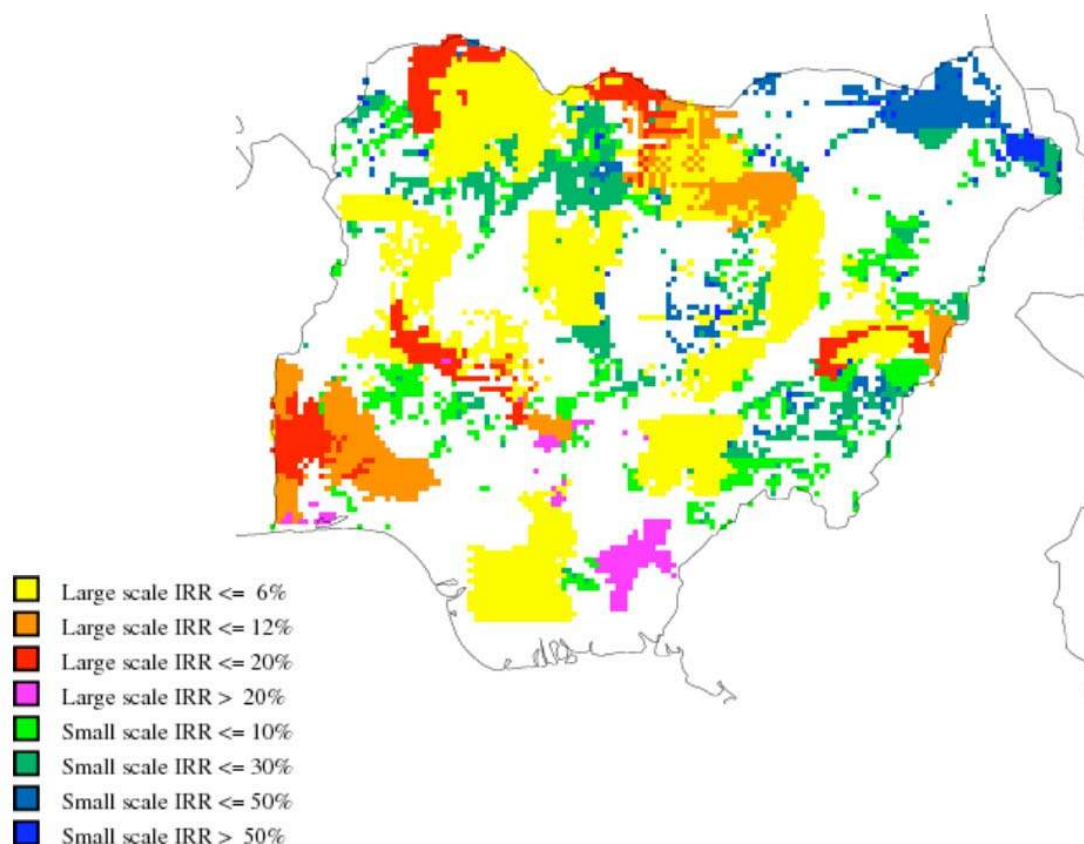 Large scale IRR <= 6%
Large scale IRR <= 12%
Large scale IRR <= 20%
Large scale IRR > 20%
Small scale IRR <= 10%
Small scale IRR <= 30%
Small scale IRR <= 50%
Small scale IRR > 50%